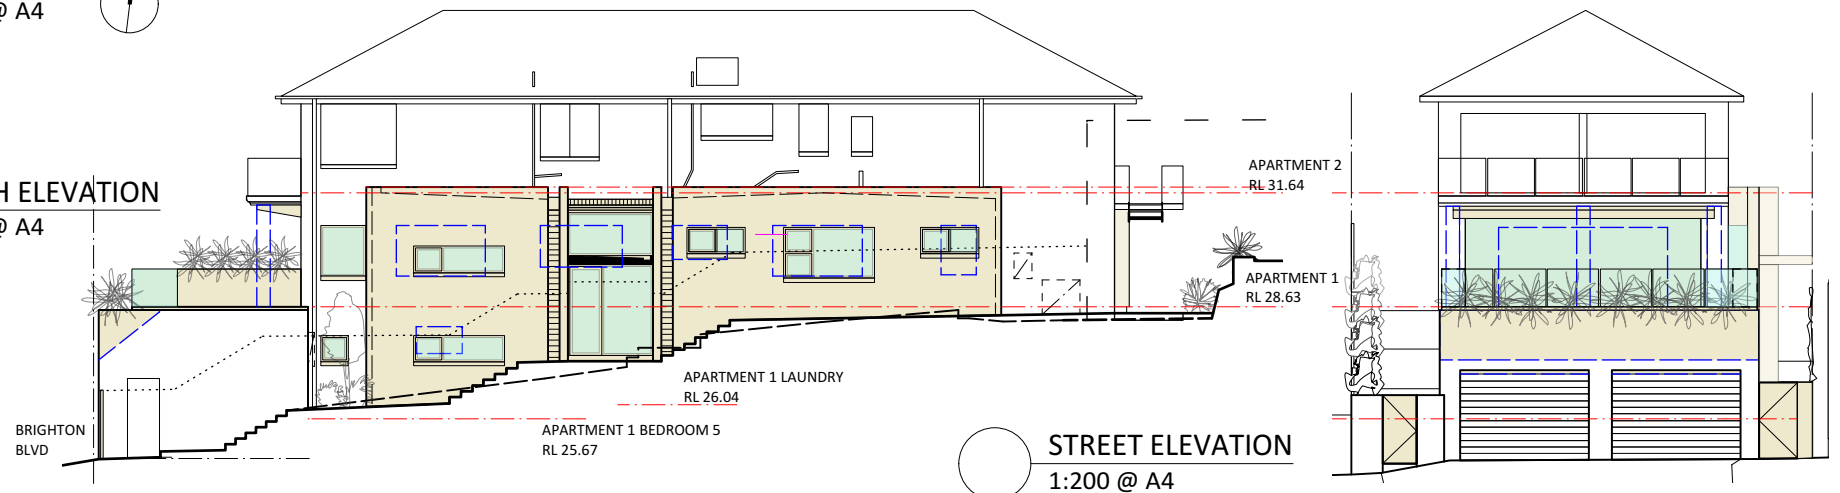 @ A4
H ELEVATION
@ A4
APARTMENT 2
RL 31.64
APARTMENT 1
RL 28.63
APARTMENT 1 LAUNDRY
RL 26.04
BRIGHTON
BLVD
APARTMENT 1 BEDROOM 5
RL 25.67
STREET ELEVATION
1:200 @ A4